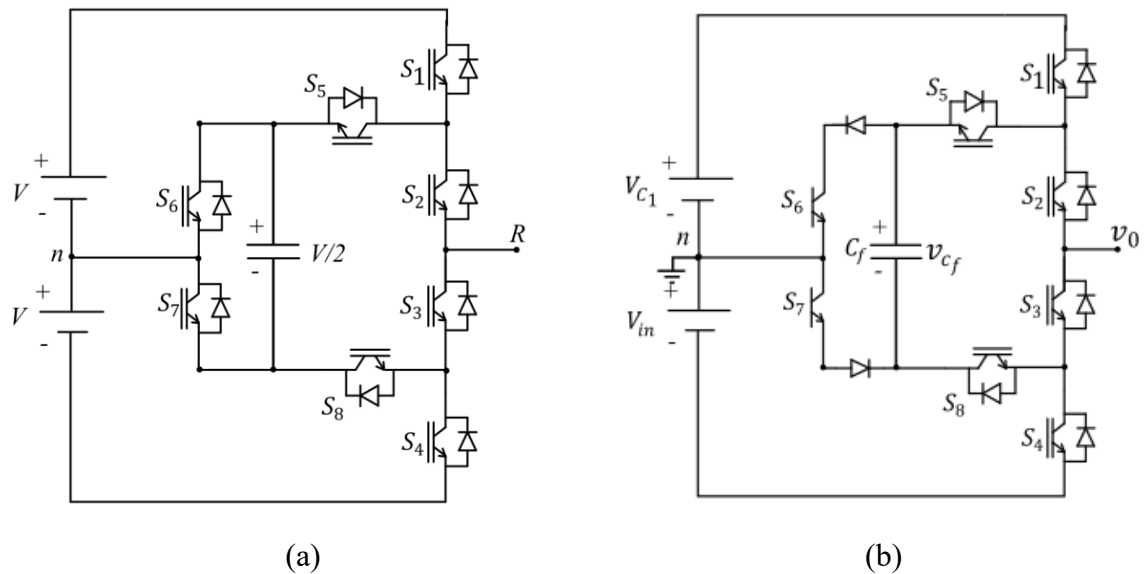 S1
S5
+
V
-
S6
S2
+
V/2
-
n
R
+
V
-
S7
S3
S8
S4
(a)
S1
S5
+
VC1
-
S6
S2
n
+
Cf
vcf
-
v0
+
Vin
-
S7
S3
S8
S4
(b)